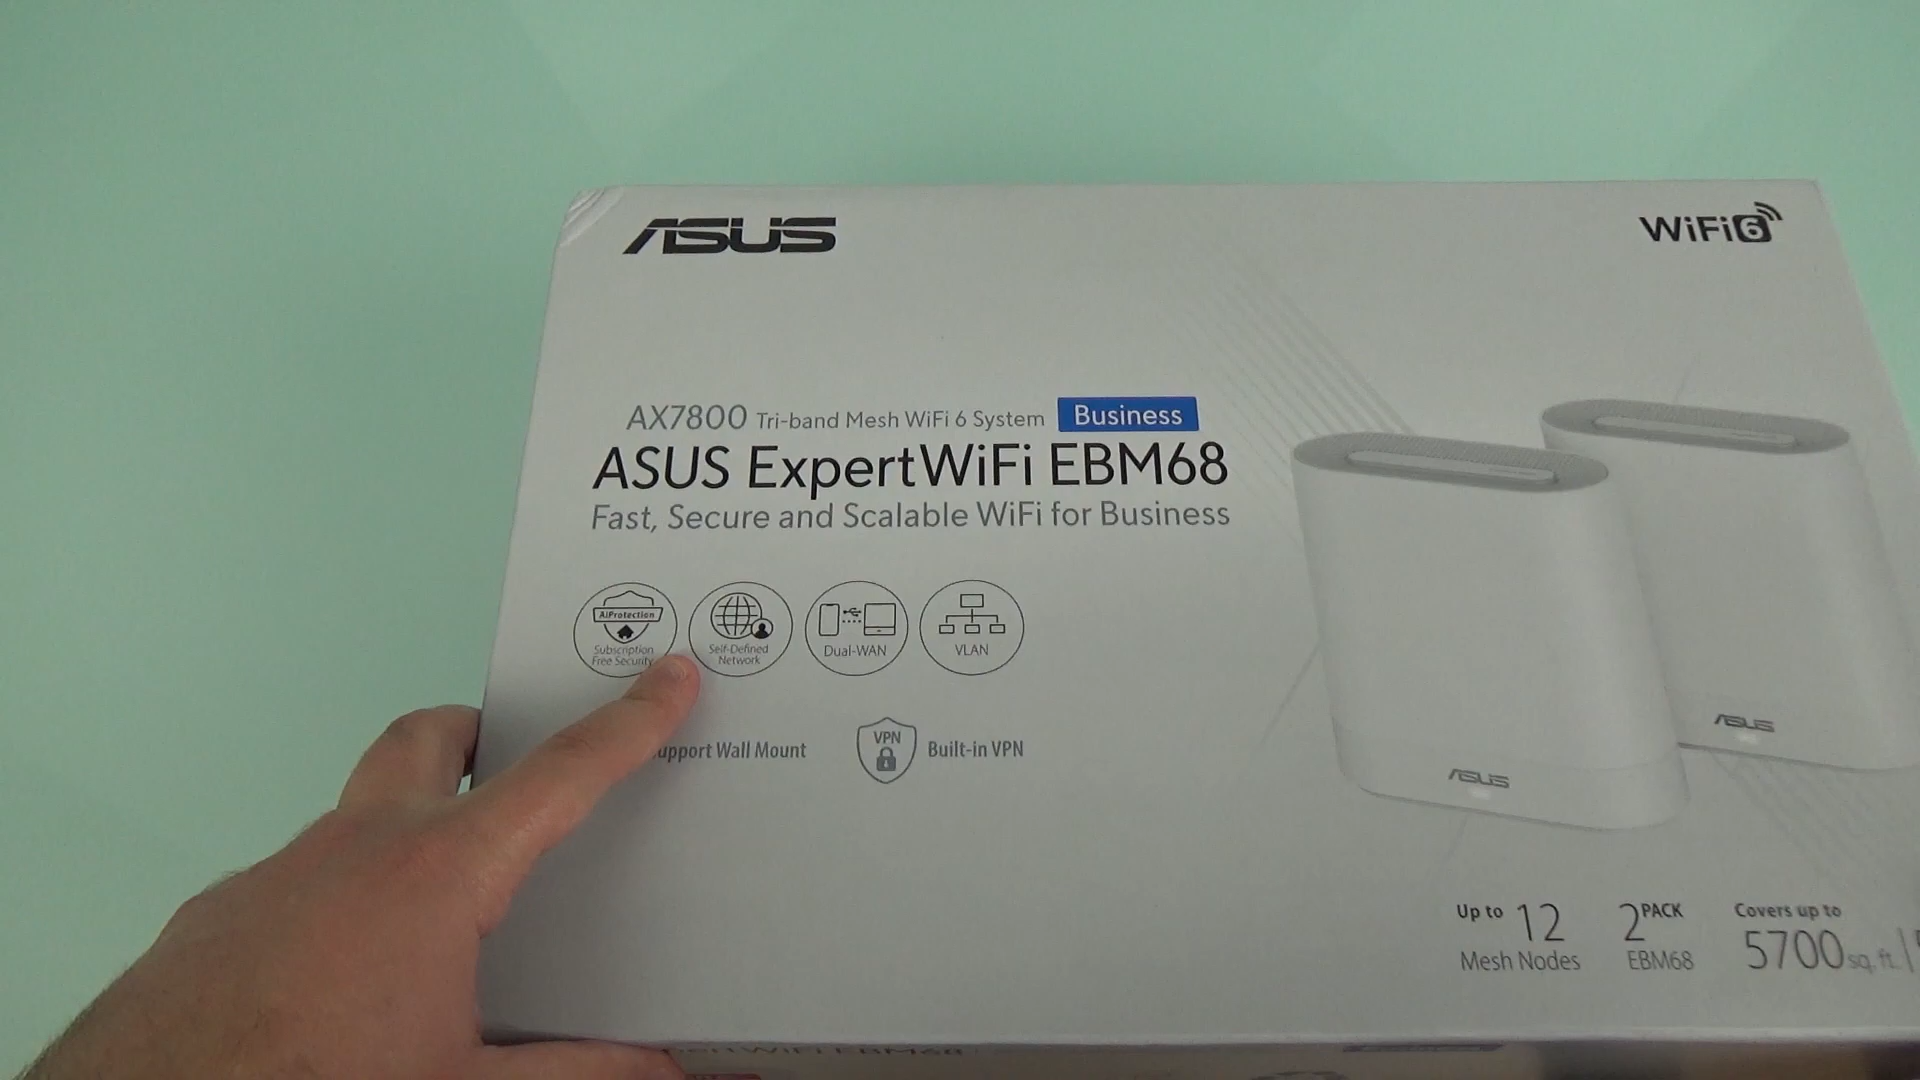 ASUS
WiFi 6
AX7800 Tri-band Mesh WiFi 6 System Business
ASUS ExpertWiFi EBM68
Fast, Secure and Scalable WiFi for Business
AiProtection
Subscription
Free Security
Self-Defined
Network
Dual-WAN
VLAN
upport Wall Mount
VPN
Built-in VPN
ASUS
ASUS
Up to 12
Mesh Nodes
2 PACK
EBM68
Covers up to
5700 sq. ft. |